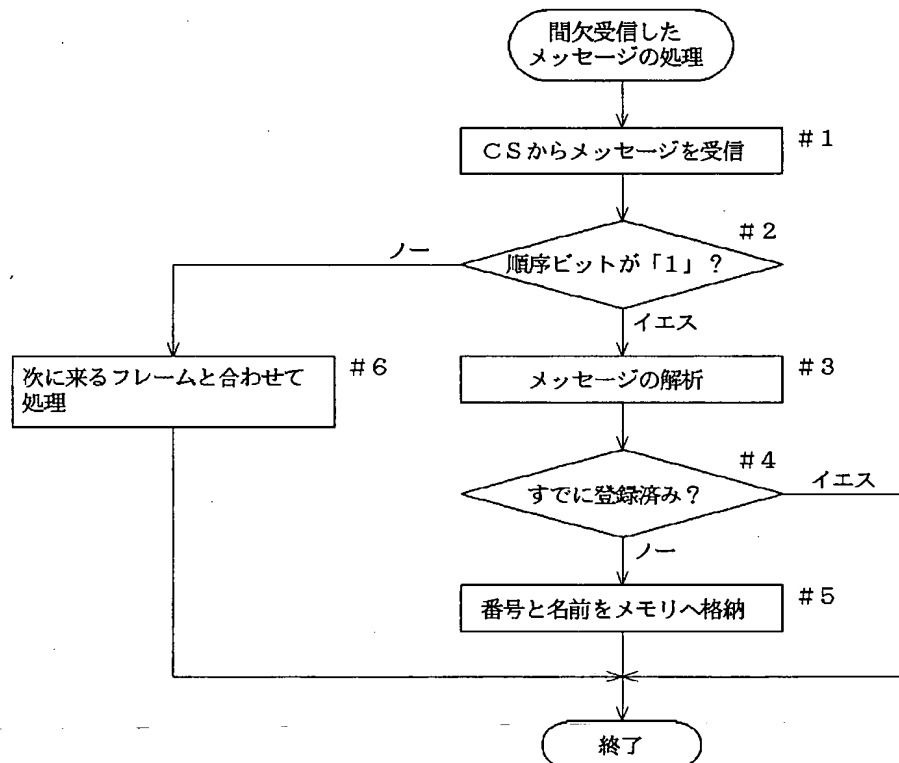 間欠受信した
メッセージの処理
CSからメッセージを受信
#1
#2
ノー
順序ビットが「1」?
イエス
次に来るフレームと合わせて
処理
#6
メッセージの解析
#3
#4
イエス
すでに登録済み?
ノー
番号と名前をメモリへ格納
#5
終了